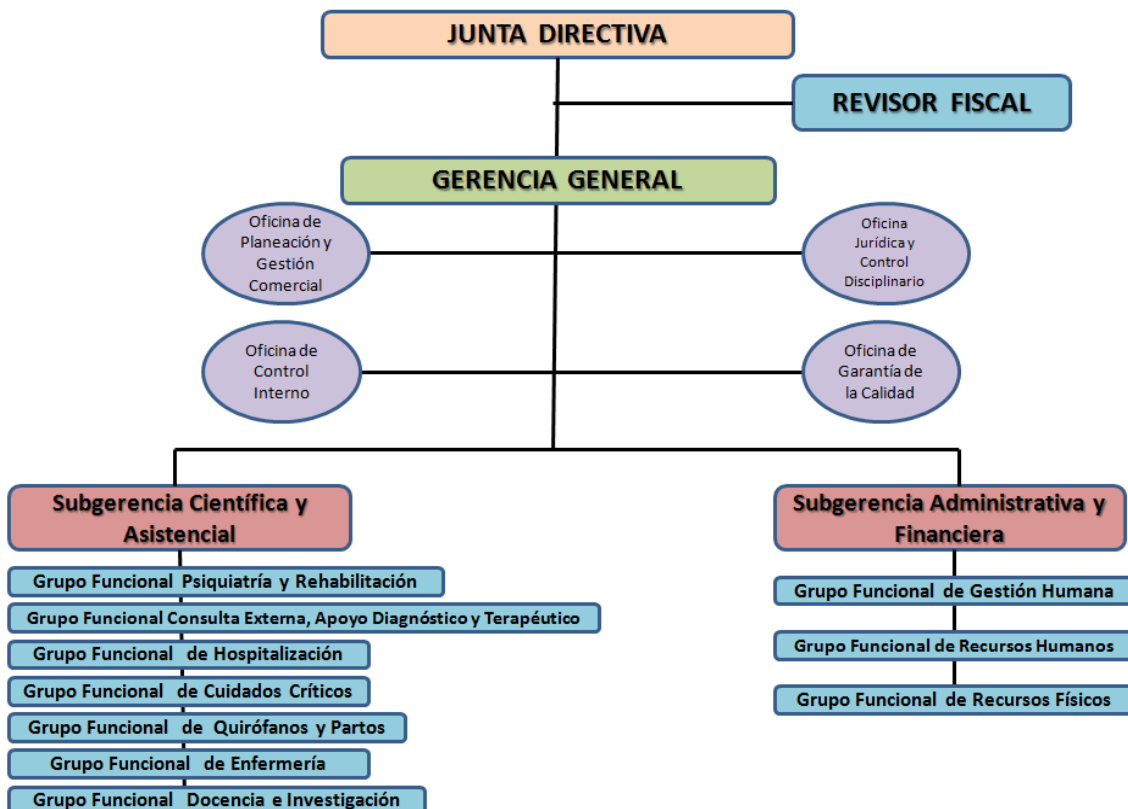 JUNTA DIRECTIVA
REVISOR FISCAL
GERENCIA GENERAL
Oficina de
Planeación y
Gestión
Comercial
Oficina
Jurídica y
Control
Disciplinario
Oficina de
Control
Interno
Oficina de
Garantía de
la Calidad
Subgerencia Científica y
Asistencial
Grupo Funcional Psiquiatría y Rehabilitación
Grupo Funcional Consulta Externa, Apoyo Diagnóstico y Terapéutico
Grupo Funcional de Hospitalización
Grupo Funcional de Cuidados Críticos
Grupo Funcional de Quirófanos y Partos
Grupo Funcional de Enfermería
Grupo Funcional Docencia e Investigación
Subgerencia Administrativa y
Financiera
Grupo Funcional de Gestión Humana
Grupo Funcional de Recursos Humanos
Grupo Funcional de Recursos Físicos